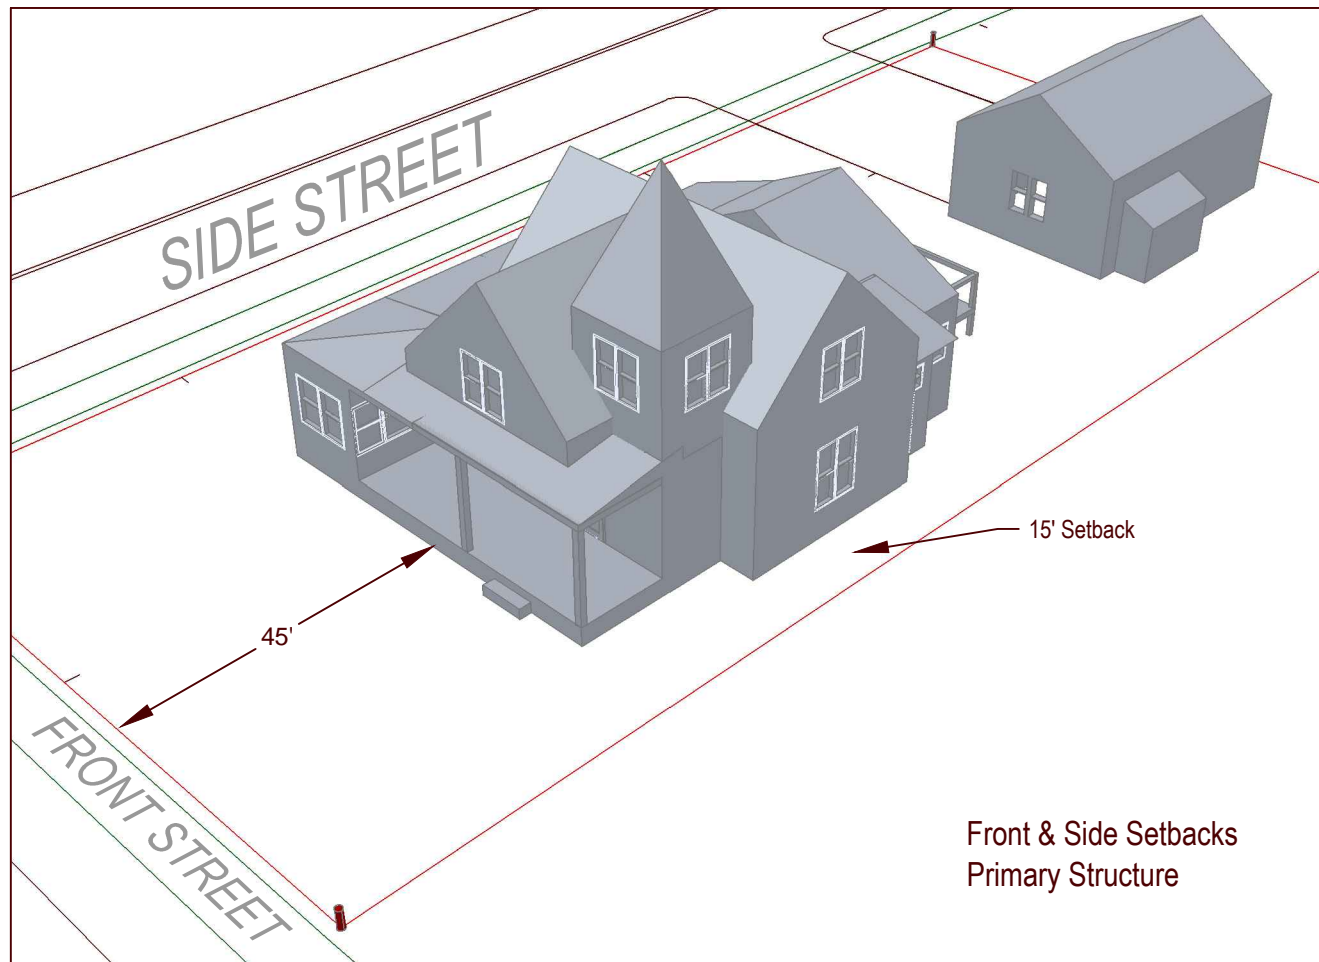 SIDE STREET
15' Setback
45'
FRONT STREET
Front & Side Setbacks
Primary Structure